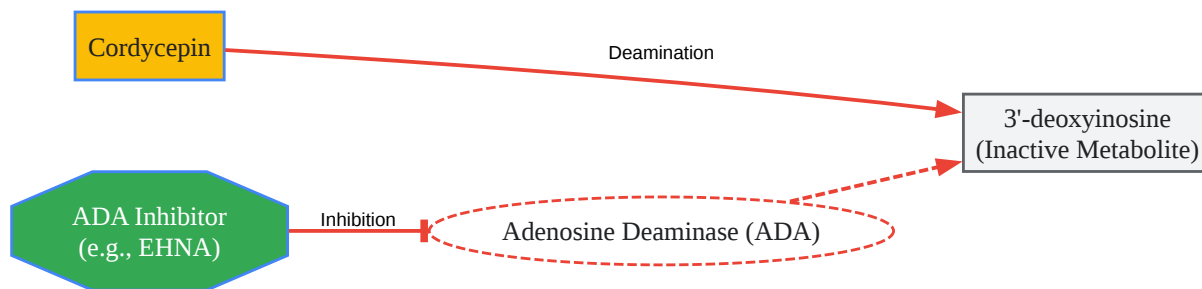 Cordycepin
Deamination
3'-deoxyinosine
(Inactive Metabolite)
ADA Inhibitor
(e.g., EHNA)
Inhibition
Adenosine Deaminase (ADA)